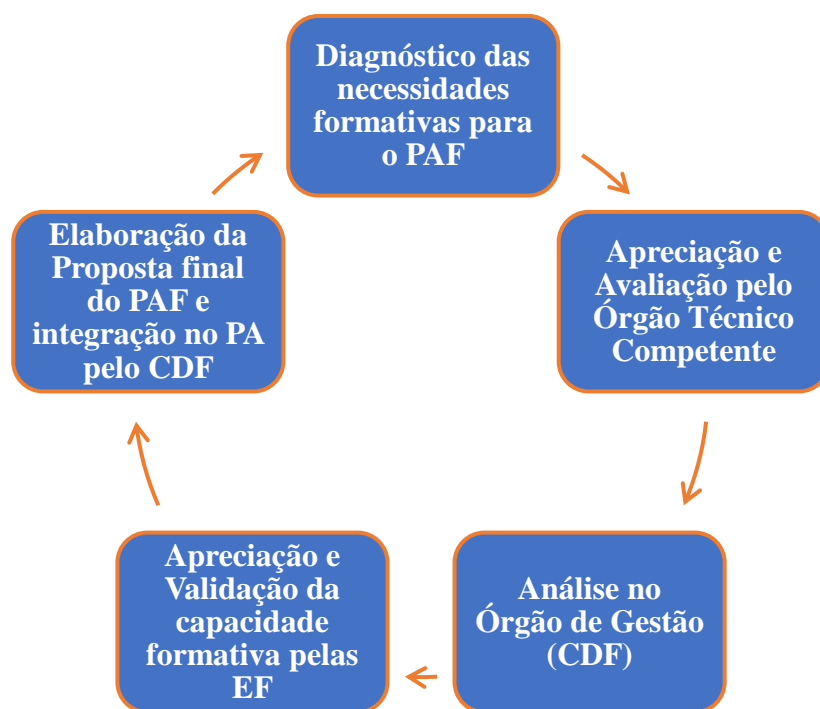 Diagnóstico das
necessidades
formativas para
o PAF
Apreciação e
Avaliação pelo
Órgão Técnico
Competente
Análise no
Órgão de Gestão
(CDF)
Apreciação e
Validação da
capacidade
formativa pelas
EF
Elaboração da
Proposta final
do PAF e
integração no PA
pelo CDF